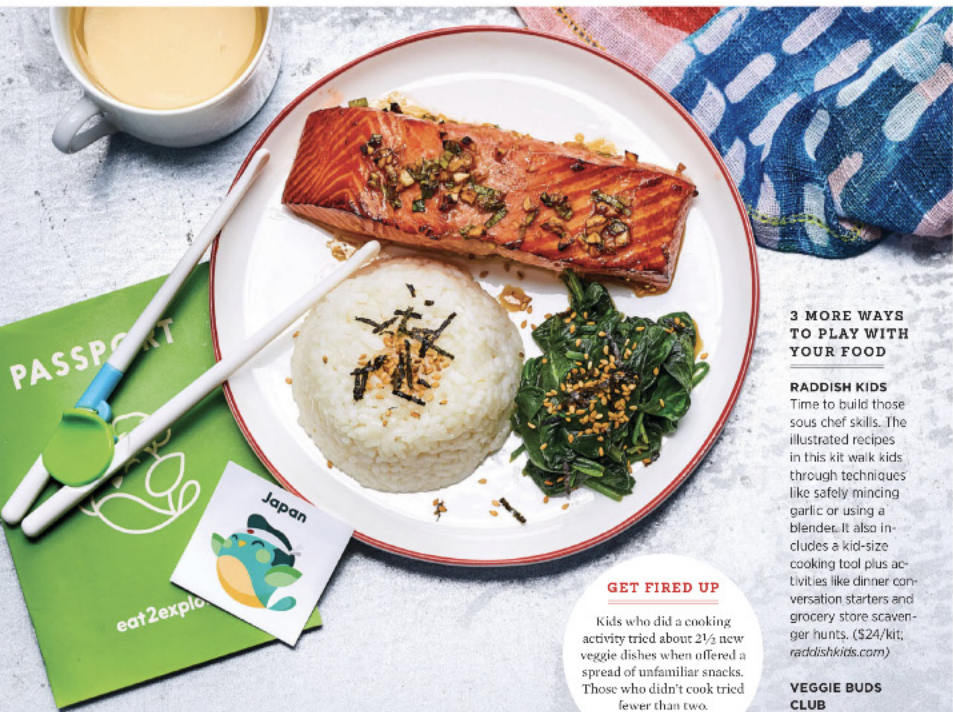 PASSPORT
Japan
eat2explo
GET FIRED UP
Kids who did a cooking
activity tried about 2½ new
veggie dishes when offered a
spread of unfamiliar snacks.
Those who didn't cook tried
fewer than two.
3 MORE WAYS
TO PLAY WITH
YOUR FOOD
RADDISH KIDS
Time to build those
sous chef skills. The
illustrated recipes
in this kit walk kids
through techniques
like safely mincing
garlic or using a
blender. It also in-
cludes a kid-size
cooking tool plus ac-
tivities like dinner con-
versation starters and
grocery store scaven-
ger hunts. ($24/kit;
raddishkids.com)
VEGGIE BUDS
CLUB